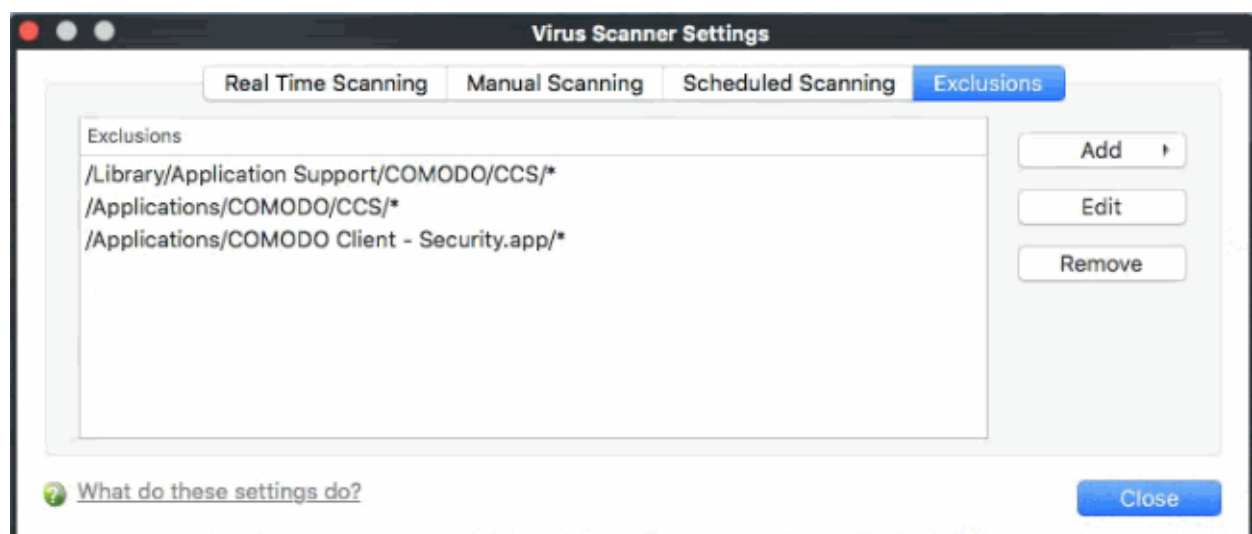 Virus Scanner Settings
Real Time Scanning Manual Scanning Scheduled Scanning Exclusions
Exclusions
Add
/Library/Application Support/COMODO/CCS/*
/Applications/COMODO/CCS/*
Edit
/Applications/COMODO Client - Security.app/*
Remove
What do these settings do?
Close